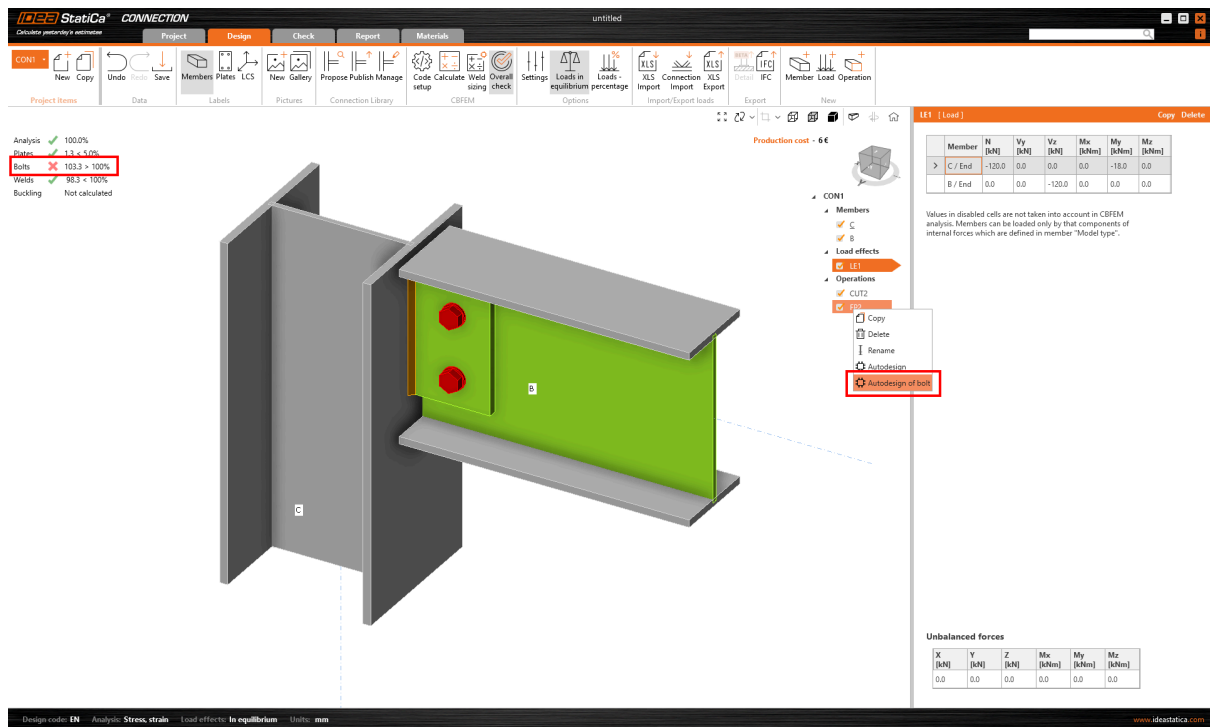 IDEA StatiCa® CONNECTION
untitled
Calculate yesterday's estimates
Project Design Check Report Materials
CON1
New Copy
Undo Redo Save
Members Plates LCS
New Gallery
Propose Publish Manage
Code setup Calculate Weld sizing Overall check
Settings Loads in equilibrium Loads - percentage
XLS Import Connection Import XLS Export
BETA
Detail IFC
Member Load Operation
Project items Data Labels Pictures Connection Library CBFEM Options Import/Export loads Export New
Analysis 100.0%
Plates 1.3 < 5.0%
Bolts 103.3 > 100%
Welds 98.3 < 100%
Buckling Not calculated
Production cost - 6 €
CON1
Members
C
B
Load effects
LE1
Operations
CUT2
FP2
Copy
Delete
Rename
Autodesign
Autodesign of bolt
B
C
LE1 [Load] Copy Delete
Member N [kN] Vy [kN] Vz [kN] Mx [kNm] My [kNm] Mz [kNm]
> C / End -120.0 0.0 0.0 0.0 -18.0 0.0
B / End 0.0 0.0 -120.0 0.0 0.0 0.0
Values in disabled cells are not taken into account in CBFEM
analysis. Members can be loaded only by that components of
internal forces which are defined in member "Model type".
Unbalanced forces
X [kN] Y [kN] Z [kN] Mx [kNm] My [kNm] Mz [kNm]
0.0 0.0 0.0 0.0 0.0 0.0
Design code: EN Analysis: Stress, strain Load effects: In equilibrium Units: mm
www.ideastatica.com